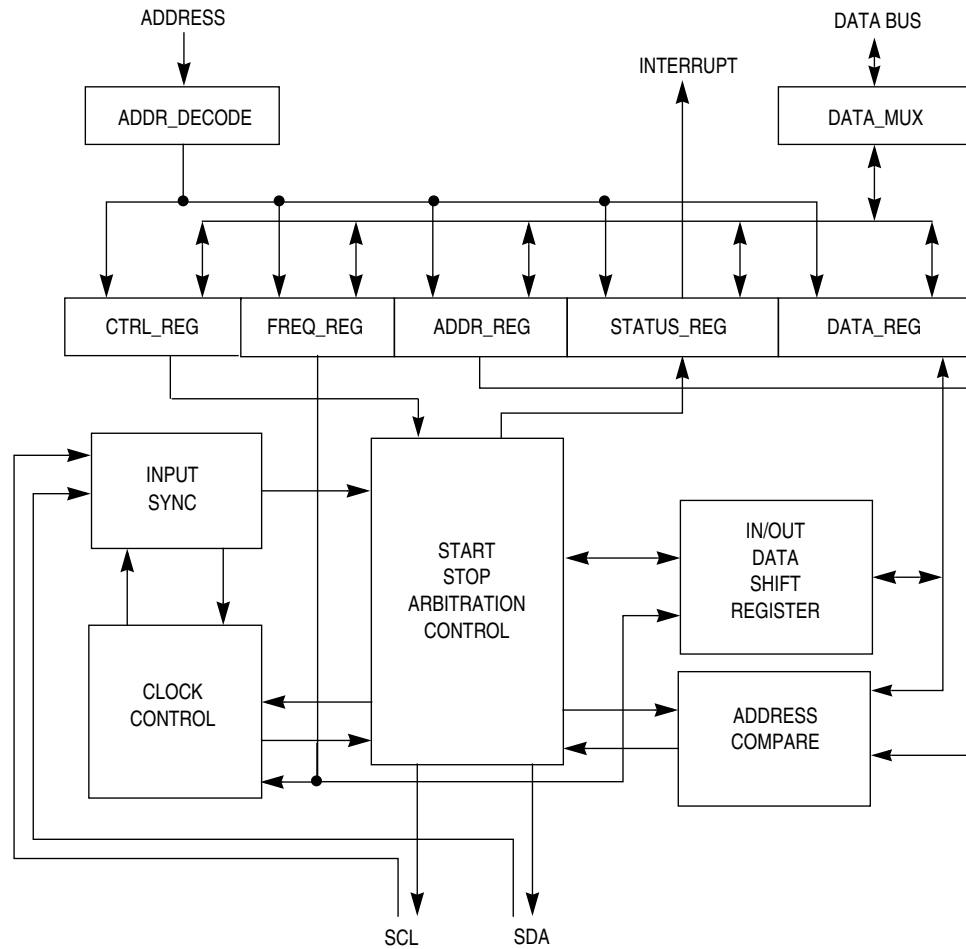 ADDRESS
DATA BUS
INTERRUPT
ADDR_DECODE
DATA_MUX
CTRL_REG
FREQ_REG
ADDR_REG
STATUS_REG
DATA_REG
INPUT
SYNC
START
STOP
ARBITRATION
CONTROL
IN/OUT
DATA
SHIFT
REGISTER
CLOCK
CONTROL
ADDRESS
COMPARE
SCL
SDA